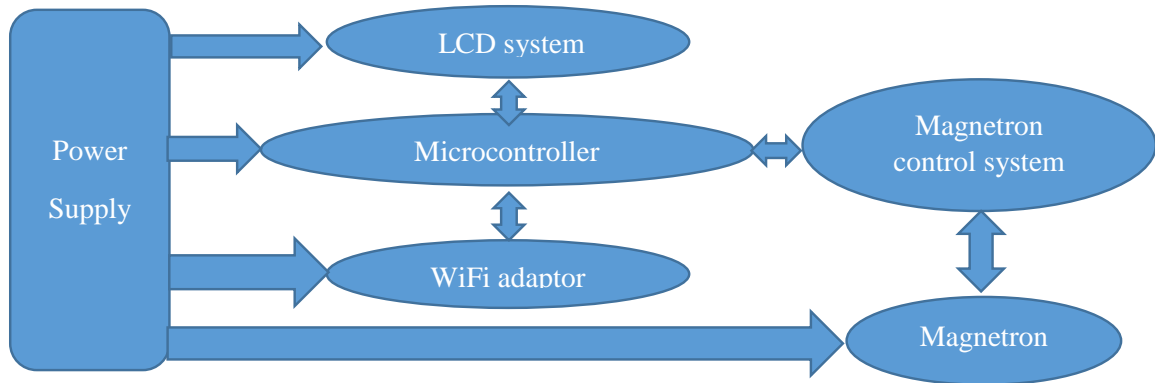 LCD system
Power
Supply
Microcontroller
Magnetron
control system
WiFi adaptor
Magnetron